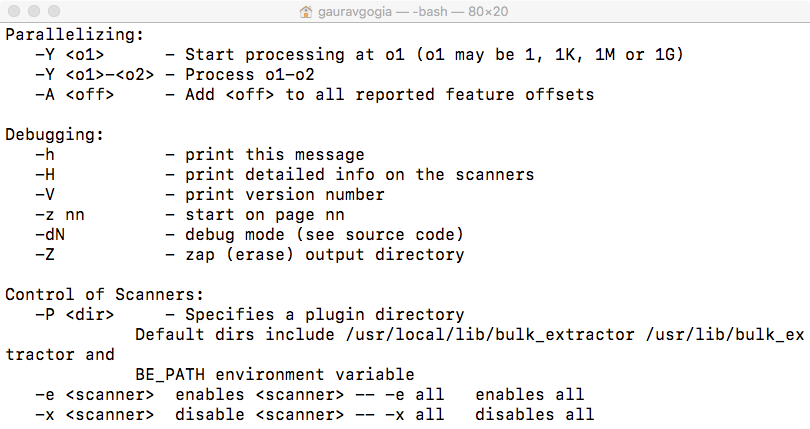 gauravgogia — -bash — 80×20
Parallelizing:
   -Y <o1>      - Start processing at o1 (o1 may be 1, 1K, 1M or 1G)
   -Y <o1>-<o2> - Process o1-o2
   -A <off>     - Add <off> to all reported feature offsets

Debugging:
   -h           - print this message
   -H           - print detailed info on the scanners
   -V           - print version number
   -z nn        - start on page nn
   -dN          - debug mode (see source code)
   -Z           - zap (erase) output directory

Control of Scanners:
   -P <dir>     - Specifies a plugin directory
             Default dirs include /usr/local/lib/bulk_extractor /usr/lib/bulk_ex
tractor and
             BE_PATH environment variable
   -e <scanner>  enables <scanner> -- -e all   enables all
   -x <scanner>  disable <scanner> -- -x all   disables all